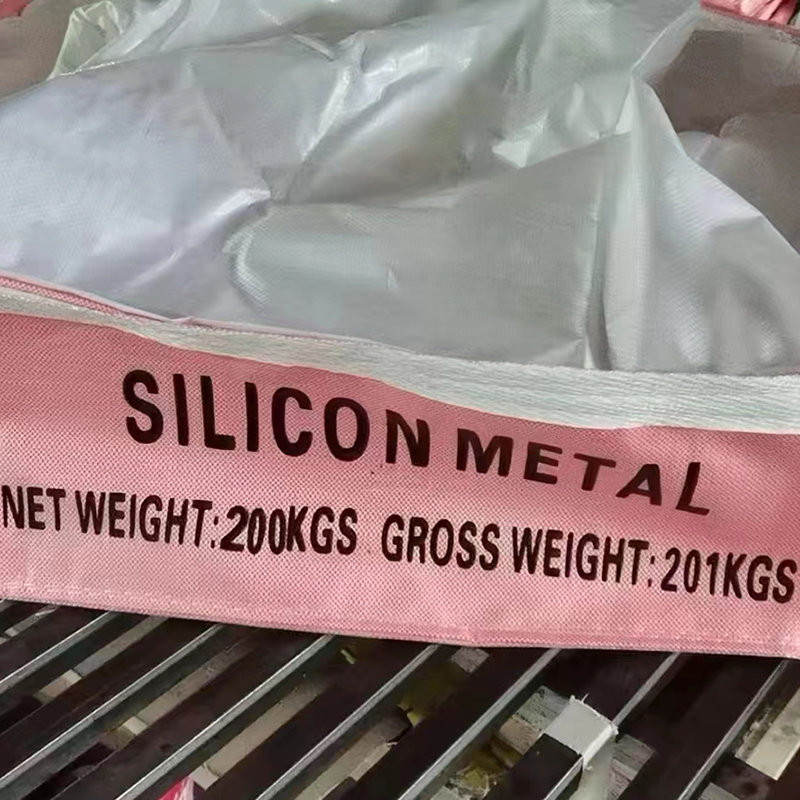 SILICON METAL
NET WEIGHT:200KGS GROSS WEIGHT:201KGS